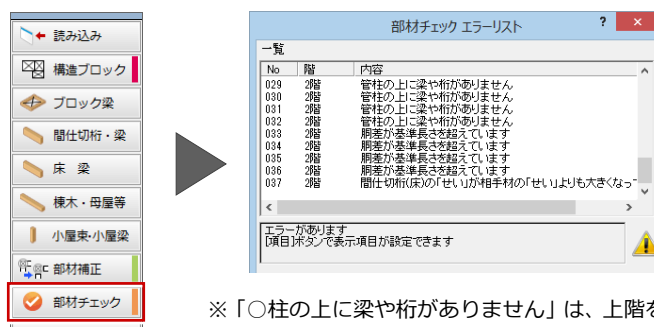 読み込み
構造ブロック
ブロック梁
間仕切桁・梁
床 梁
棟木・母屋等
小屋束・小屋梁
部材補正
部材チェック
部材チェック エラーリスト ? ×
一覧
No 階 内容
029 2階 管柱の上に梁や桁がありません
030 2階 管柱の上に梁や桁がありません
031 2階 管柱の上に梁や桁がありません
032 2階 管柱の上に梁や桁がありません
033 2階 胴差が基準長さを超えています
034 2階 胴差が基準長さを超えています
035 2階 胴差が基準長さを超えています
036 2階 胴差が基準長さを超えています
037 2階 間仕切桁(床)の「せい」が相手材の「せい」よりも大きくなっ
エラーがあります
[項目]ボタンで表示項目が設定できます
※「○柱の上に梁や桁がありません」は、上階を